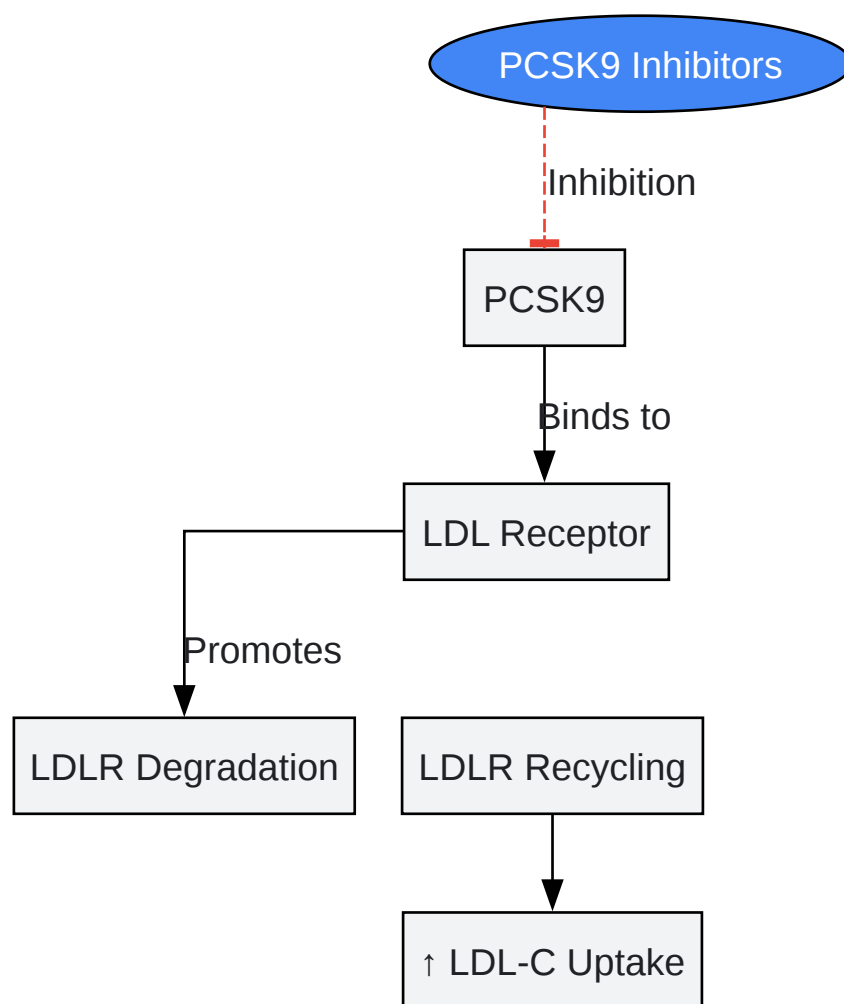 PCSK9 Inhibitors
Inhibition
PCSK9
Binds to
LDL Receptor
Promotes
LDLR Degradation
LDLR Recycling
↑ LDL-C Uptake